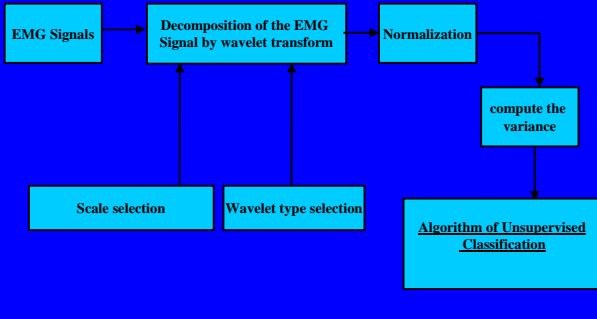 EMG Signals
Decomposition of the EMG
Signal by wavelet transform
Normalization
compute the
variance
Scale selection
Wavelet type selection
Algorithm of Unsupervised
Classification